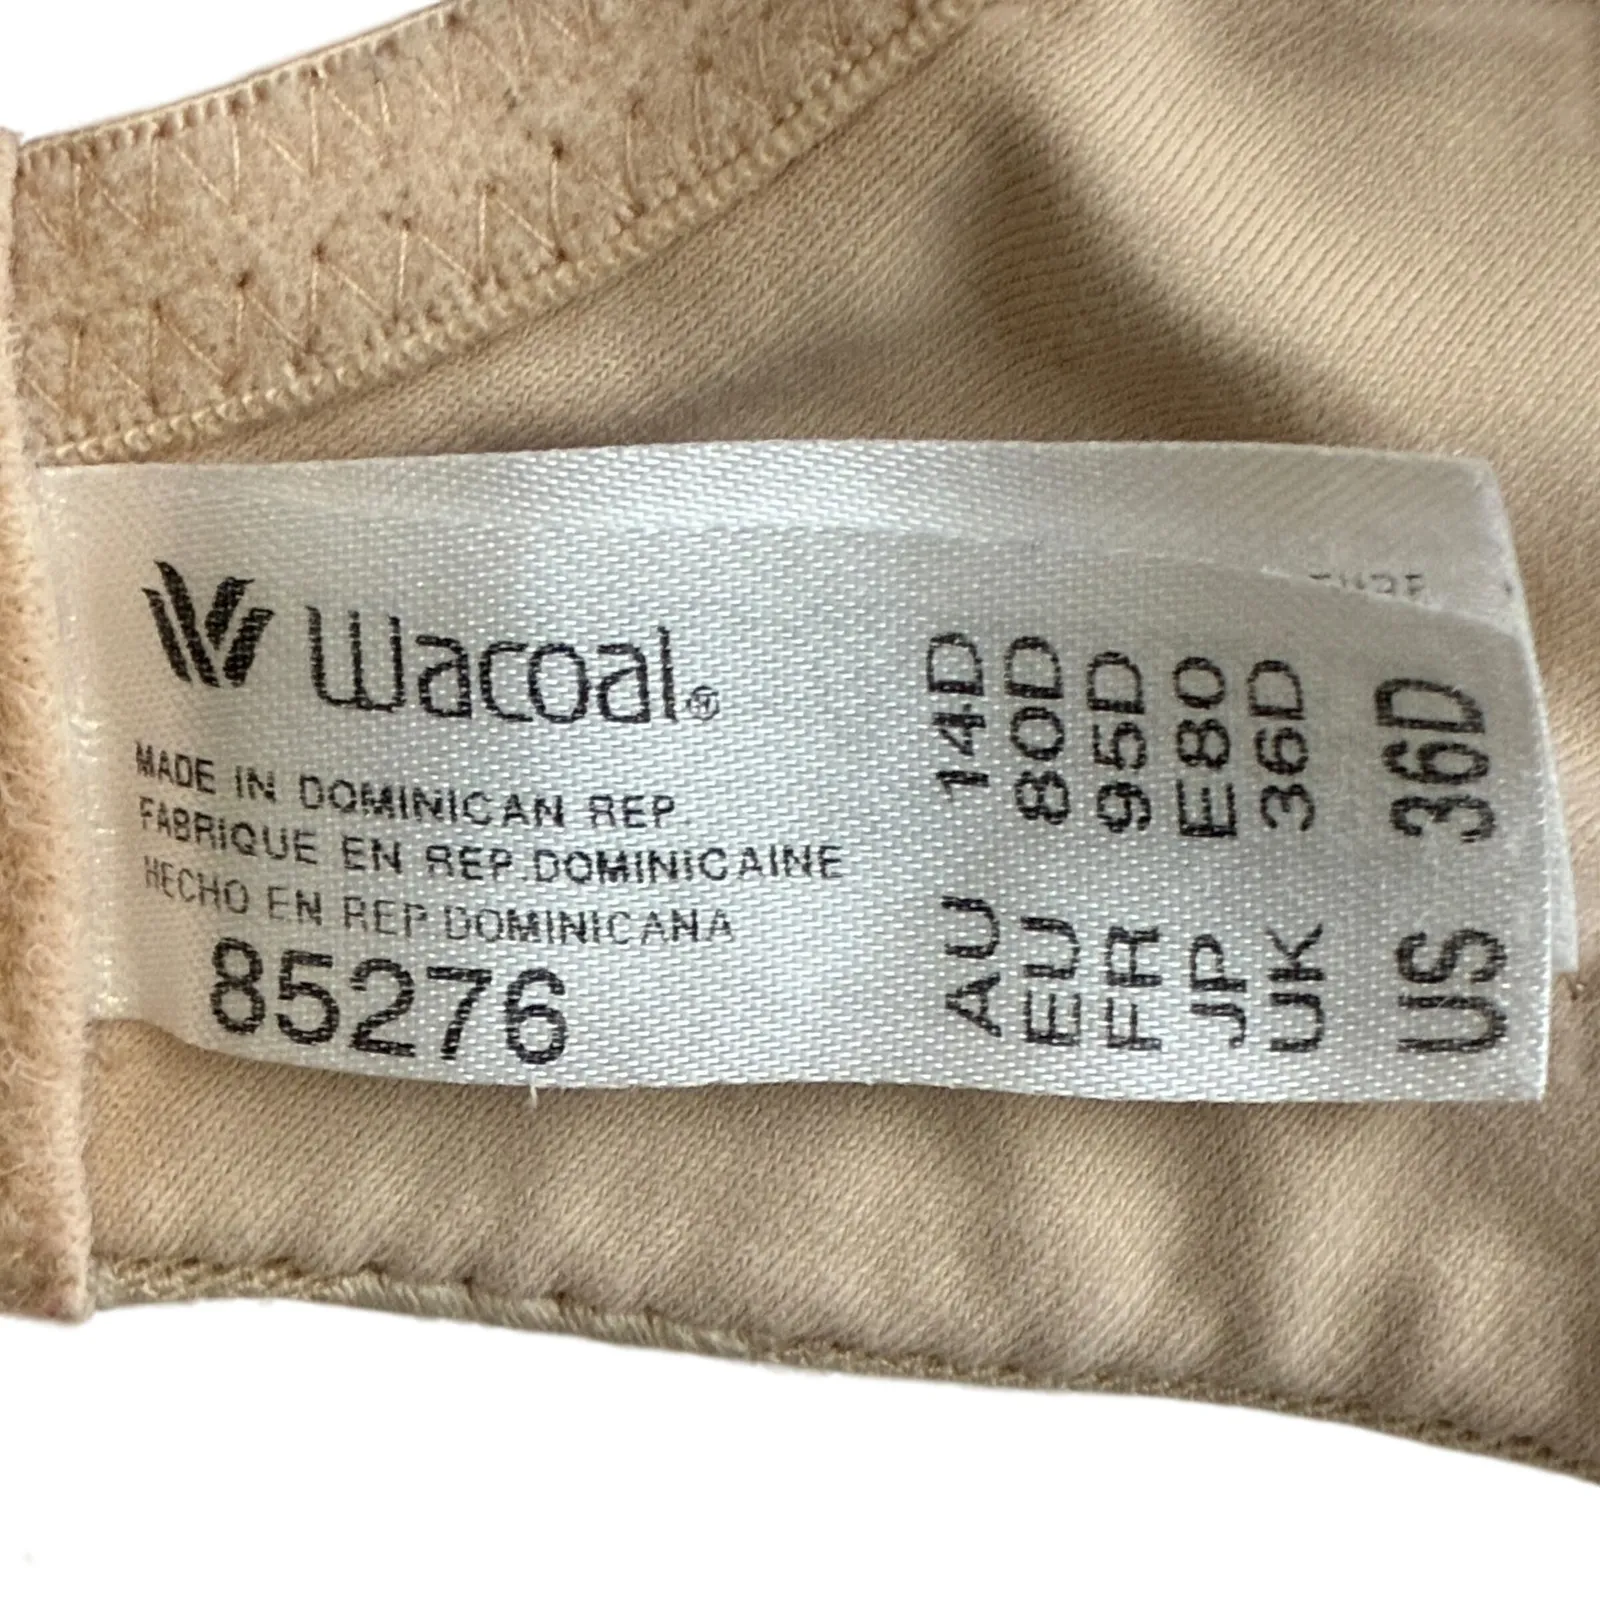 Wacoal®
MADE IN DOMINICAN REP.
FABRIQUE EN REP.DOMINICAINE
HECHO EN REP.DOMINICANA
85276
AU 14D
EU 80D
FR 95D
JP E80
UK 36D
US 36D